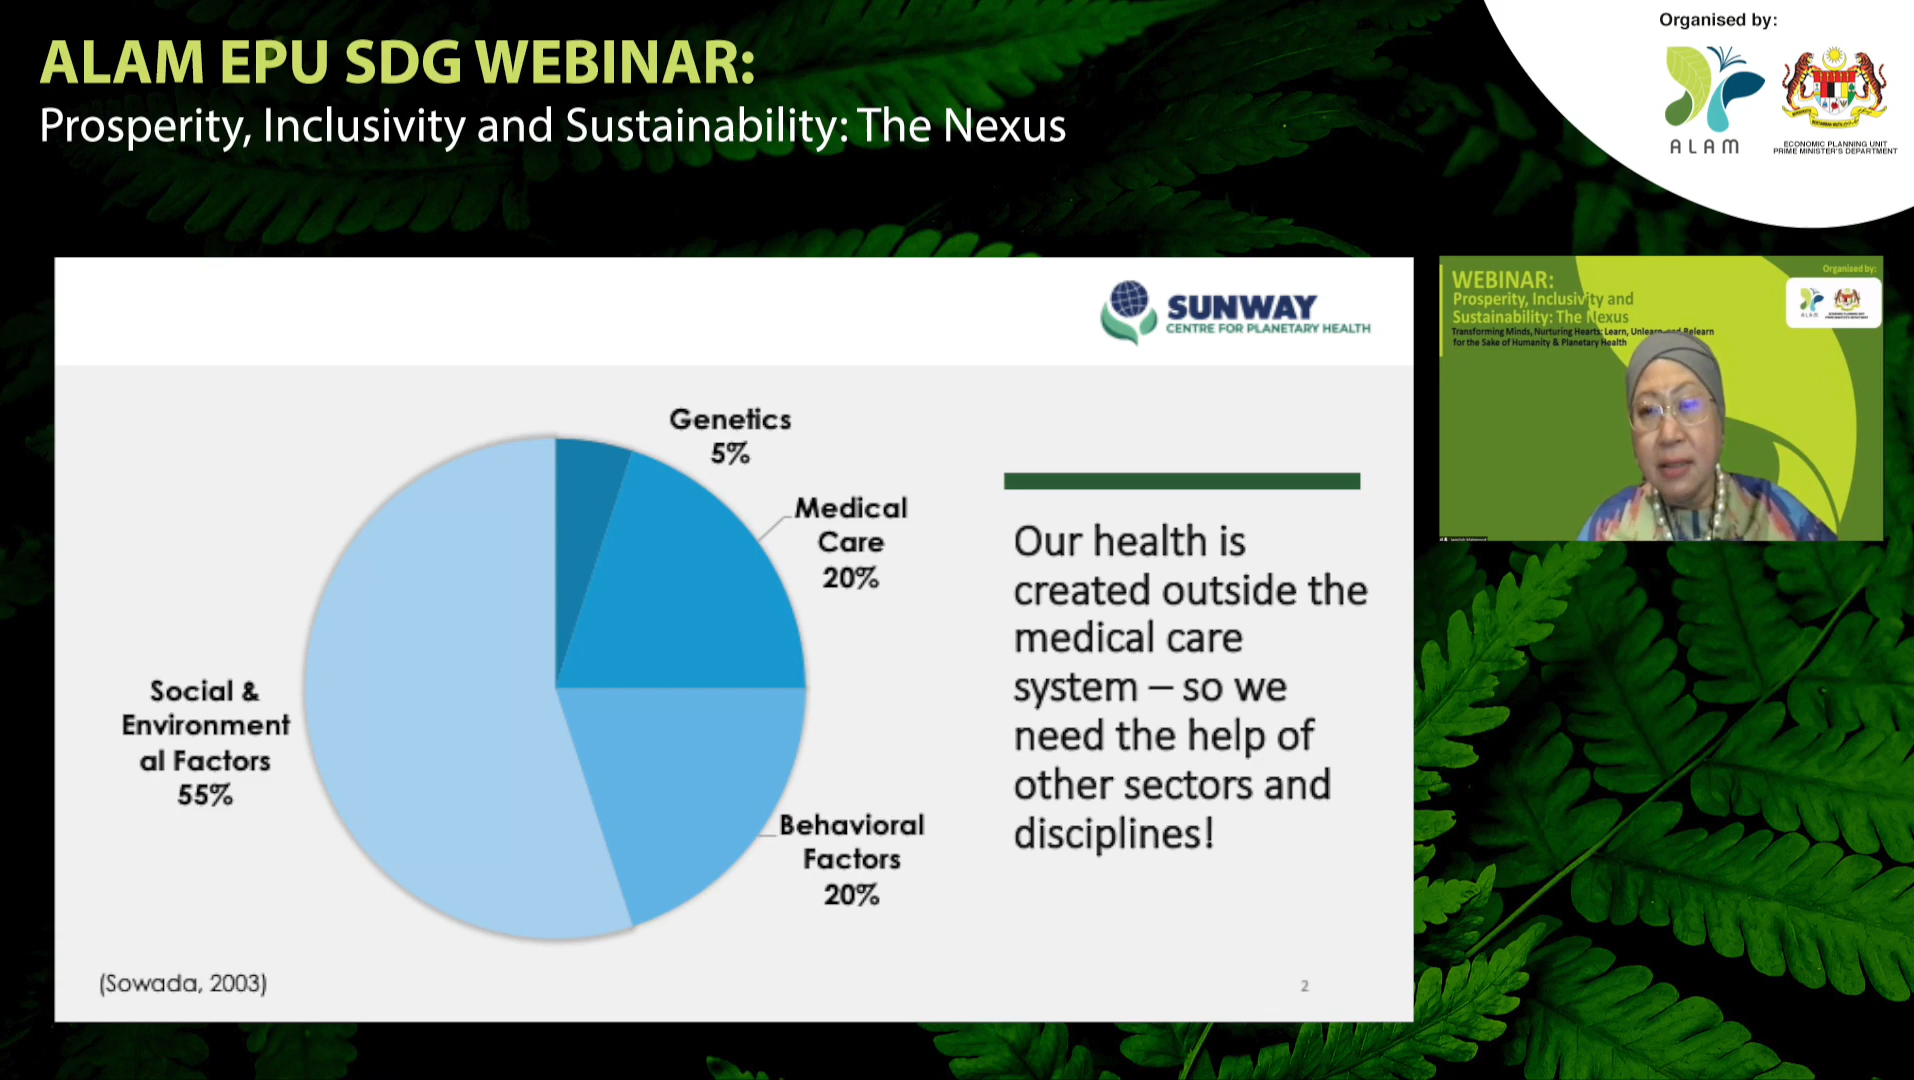 ALAM EPU SDG WEBINAR:
Prosperity, Inclusivity and Sustainability: The Nexus
Organised by:
ALAM
ECONOMIC PLANNING UNIT
PRIME MINISTER'S DEPARTMENT
SUNWAY
CENTRE FOR PLANETARY HEALTH
Genetics
5%
Medical
Care
20%
Social &
Environment
al Factors
55%
Behavioral
Factors
20%
(Sowada, 2003)
Our health is
created outside the
medical care
system – so we
need the help of
other sectors and
disciplines!
2
WEBINAR:
Prosperity, Inclusivity and
Sustainability: The Nexus
Transforming Minds, Nurturing Hearts: Learn, Unlearn and Relearn
for the Sake of Humanity & Planetary Health
Organised by:
ALAM